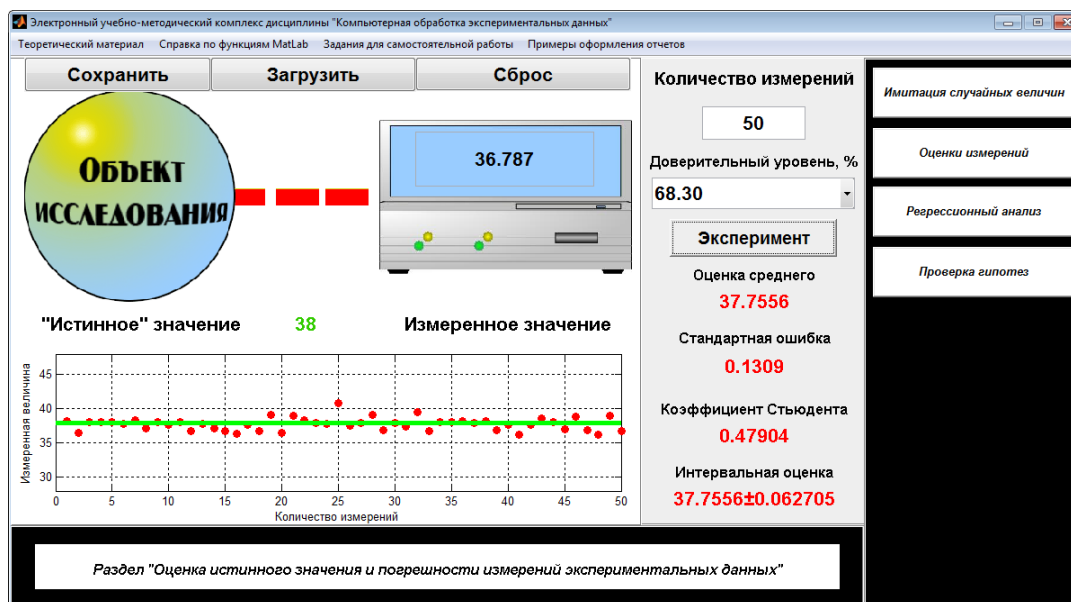 Электронный учебно-методический комплекс дисциплины "Компьютерная обработка экспериментальных данных"
Теоретический материал Справка по функциям MatLab Задания для самостоятельной работы Примеры оформления отчетов
Сохранить Загрузить Сброс
ОБЪЕКТ
ИССЛЕДОВАНИЯ
36.787
"Истинное" значение 38 Измеренное значение
Измеренная величина
45
40
35
30
0 5 10 15 20 25 30 35 40 45 50
Количество измерений
Количество измерений
50
Доверительный уровень, %
68.30
Эксперимент
Оценка среднего
37.7556
Стандартная ошибка
0.1309
Коэффициент Стьюдента
0.47904
Интервальная оценка
37.7556±0.062705
Имитация случайных величин
Оценки измерений
Регрессионный анализ
Проверка гипотез
Раздел "Оценка истинного значения и погрешности измерений экспериментальных данных"